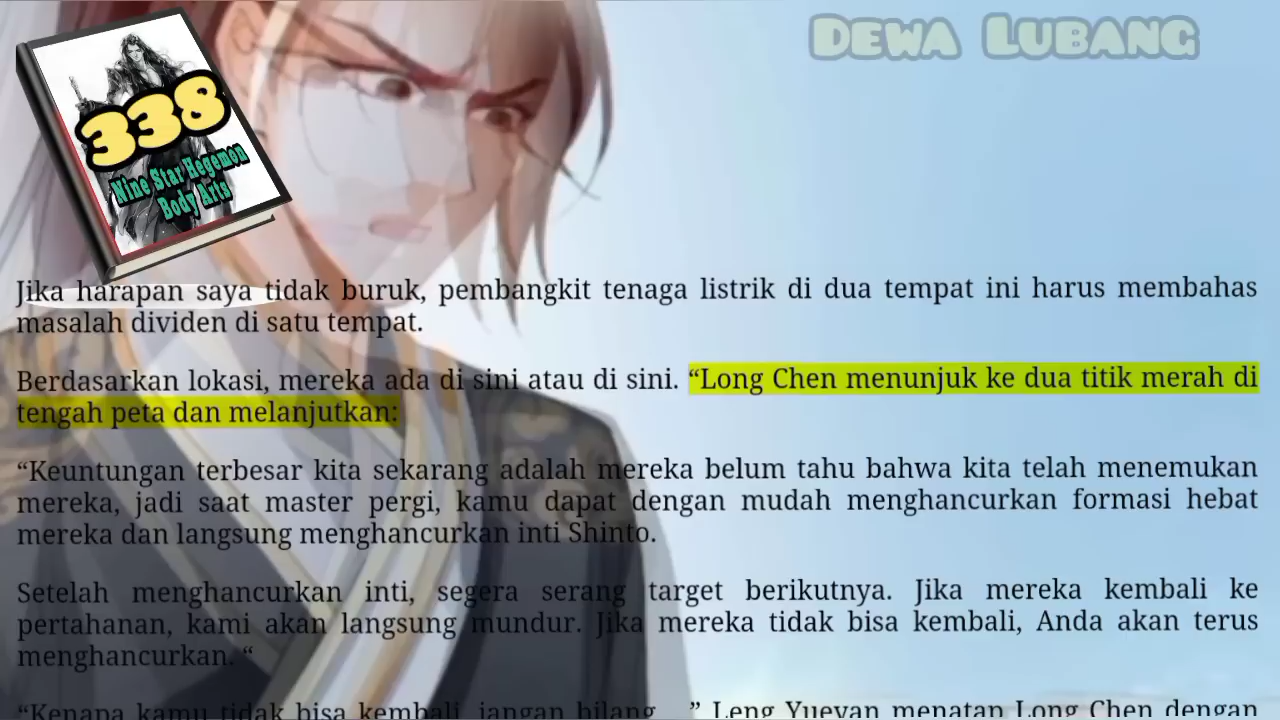 Dewa Lubang
338
Nine Star Hegemon
Body Arts
Jika harapan saya tidak buruk, pembangkit tenaga listrik di dua tempat ini harus membahas
masalah dividen di satu tempat.
Berdasarkan lokasi, mereka ada di sini atau di sini. “Long Chen menunjuk ke dua titik merah di
tengah peta dan melanjutkan:
“Keuntungan terbesar kita sekarang adalah mereka belum tahu bahwa kita telah menemukan
mereka, jadi saat master pergi, kamu dapat dengan mudah menghancurkan formasi hebat
mereka dan langsung menghancurkan inti Shinto.
Setelah menghancurkan inti, segera serang target berikutnya. Jika mereka kembali ke
pertahanan, kami akan langsung mundur. Jika mereka tidak bisa kembali, Anda akan terus
menghancurkan. “
“Kenapa kamu tidak bisa kembali, jangan bilang ... ” Leng Yueyan menatap Long Chen dengan